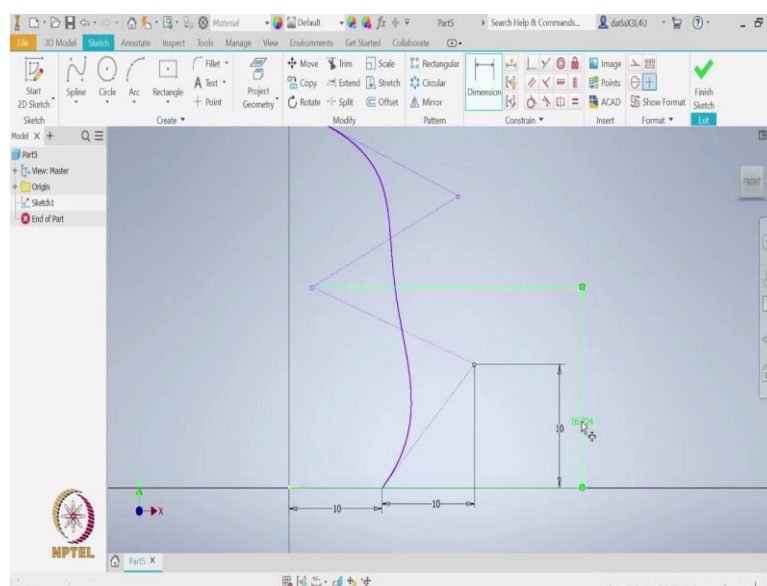 Material Default fx Part5 Search Help & Commands... datlaX3L4U
File 3D Model Sketch Annotate Inspect Tools Manage View Environments Get Started Collaborate
Start 2D Sketch Spline Circle Arc Rectangle Fillet Text Point Project Geometry
Move Copy Rotate Trim Extend Split Scale Stretch Offset
Rectangular Circular Mirror Dimension
Image Points ACAD Show Format Finish Sketch
Sketch Create Modify Pattern Constrain Insert Format Exit
Model X +
Part5
View: Master
Origin
Sketch1
End of Part
FRONT
10
10
10
X
NPTEL
Part5 X